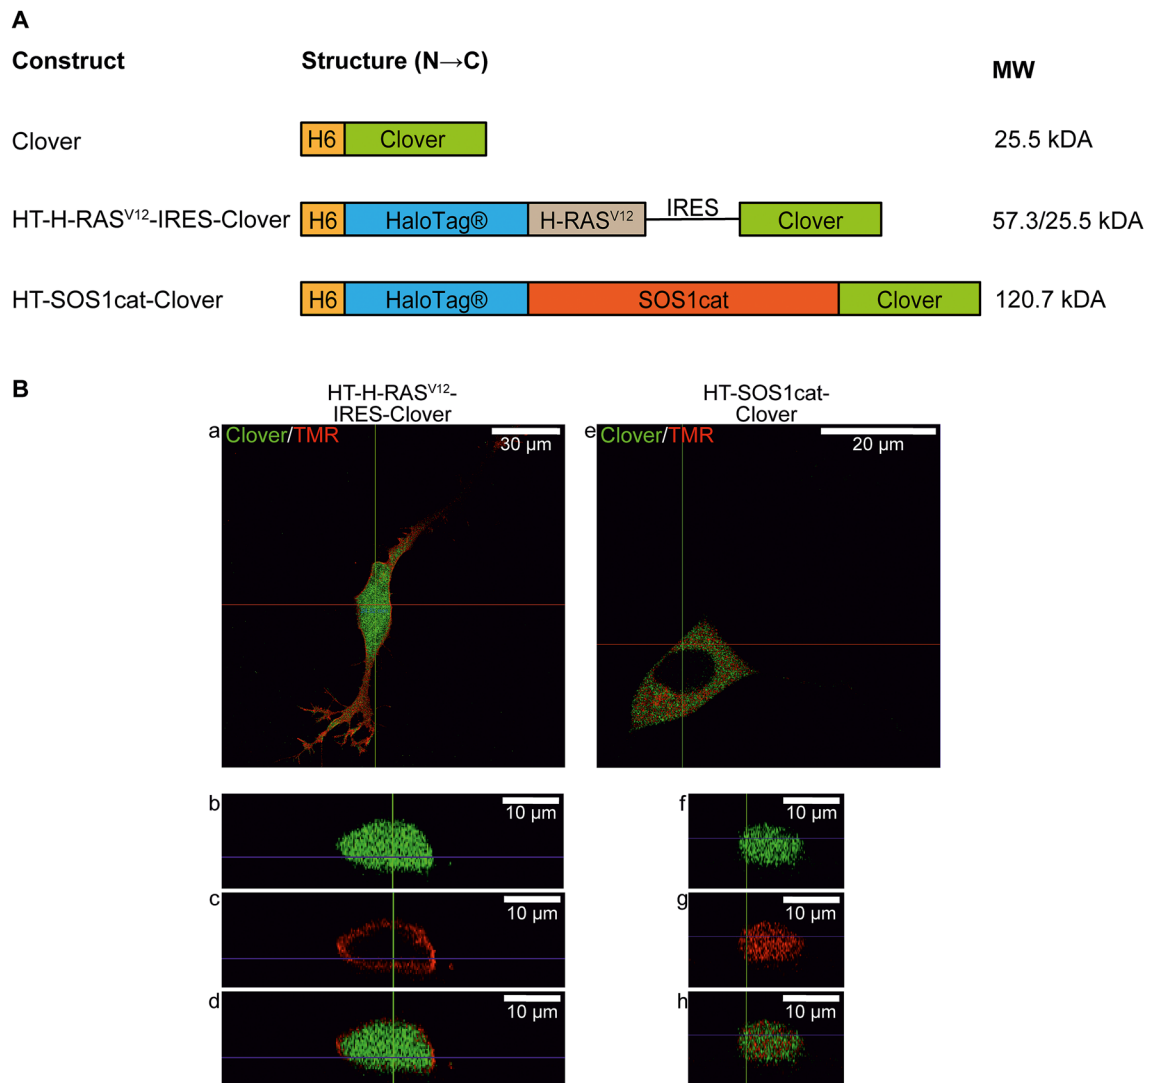 A
Construct Structure (N→C) MW
Clover H6 Clover 25.5 kDA
HT-H-RASV12-IRES-Clover H6 HaloTag® H-RASV12 IRES Clover 57.3/25.5 kDA
HT-SOS1cat-Clover H6 HaloTag® SOS1cat Clover 120.7 kDA
B
HT-H-RASV12-
IRES-Clover
HT-SOS1cat-
Clover
a Clover/TMR 30 µm
e Clover/TMR 20 µm
b 10 µm
f 10 µm
c 10 µm
g 10 µm
d 10 µm
h 10 µm